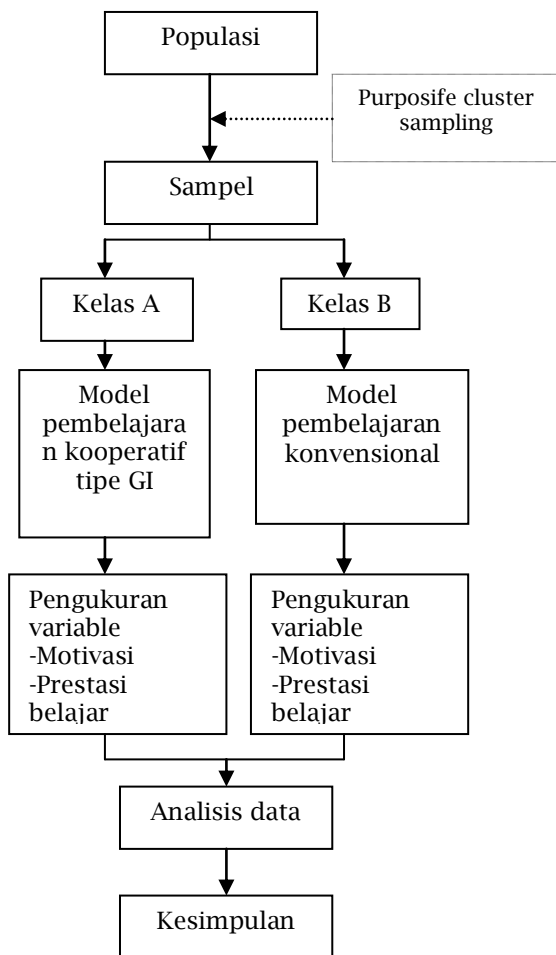 Populasi
Purposife cluster
sampling
Sampel
Kelas A
Kelas B
Model
pembelajara
n kooperatif
tipe GI
Model
pembelajaran
konvensional
Pengukuran
variable
-Motivasi
-Prestasi
belajar
Pengukuran
variable
-Motivasi
-Prestasi
belajar
Analisis data
Kesimpulan